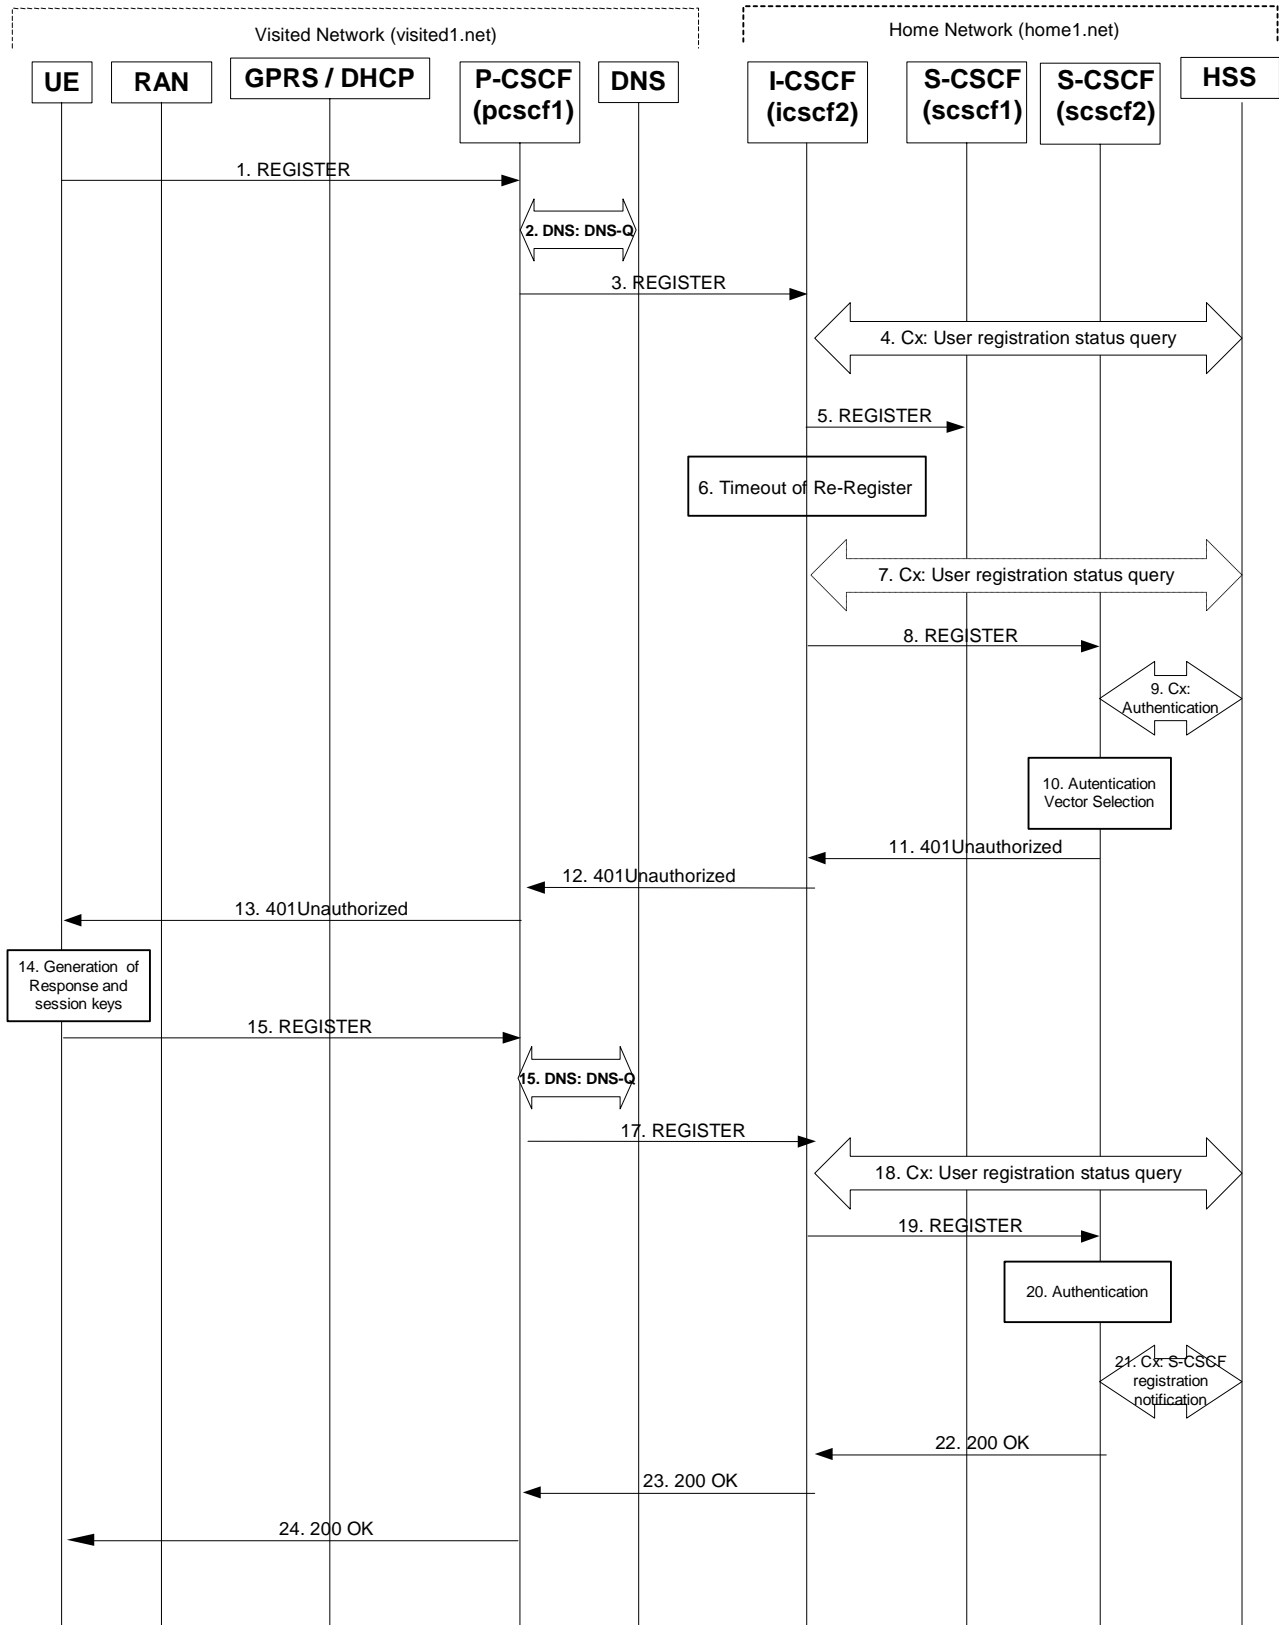 Visited Network (visited1.net)
Home Network (home1.net)
UE
RAN
GPRS / DHCP
P-CSCF
(pcscf1)
DNS
I-CSCF
(icscf2)
S-CSCF
(scscf1)
S-CSCF
(scscf2)
HSS
1. REGISTER
2. DNS: DNS-Q
3. REGISTER
4. Cx: User registration status query
5. REGISTER
6. Timeout of Re-Register
7. Cx: User registration status query
8. REGISTER
9. Cx:
Authentication
10. Autentication
Vector Selection
11. 401Unauthorized
12. 401Unauthorized
13. 401Unauthorized
14. Generation of
Response and
session keys
15. REGISTER
15. DNS: DNS-Q
17. REGISTER
18. Cx: User registration status query
19. REGISTER
20. Authentication
21. Cx: S-CSCF
registration
notification
22. 200 OK
23. 200 OK
24. 200 OK